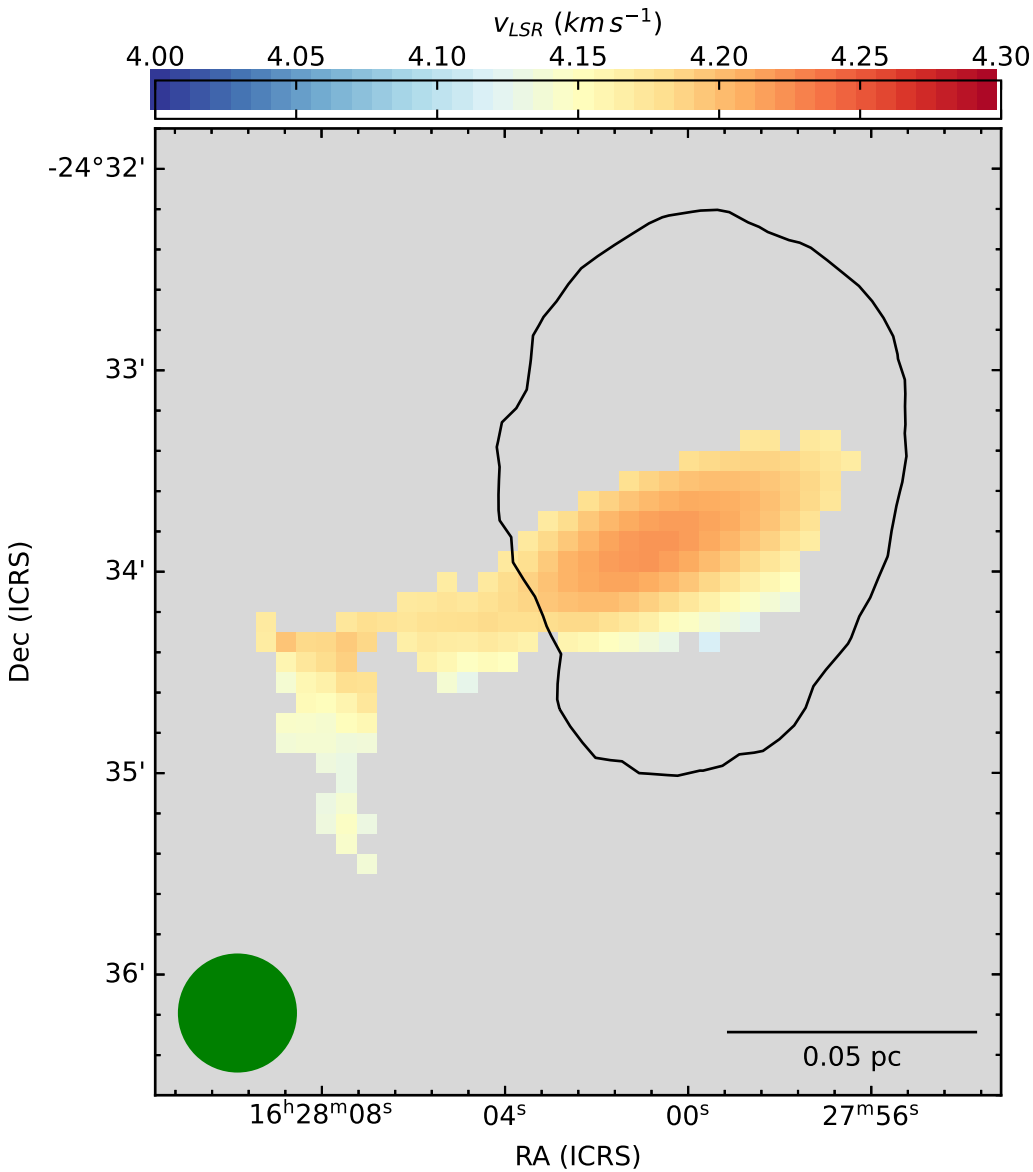 v_LSR (km s⁻¹)
4.00 4.05 4.10 4.15 4.20 4.25 4.30
-24°32'
33'
34'
35'
36'
Dec (ICRS)
0.05 pc
16ʰ28ᵐ08ˢ 04ˢ 00ˢ 27ᵐ56ˢ
RA (ICRS)